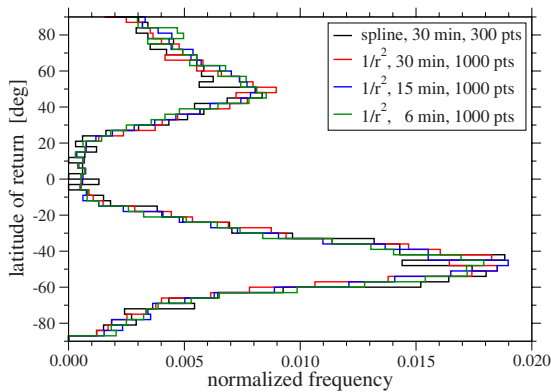 spline, 30 min, 300 pts
1/r², 30 min, 1000 pts
1/r², 15 min, 1000 pts
1/r², 6 min, 1000 pts
latitude of return [deg]
80
60
40
20
0
-20
-40
-60
-80
0.000
0.005
0.010
0.015
0.020
normalized frequency